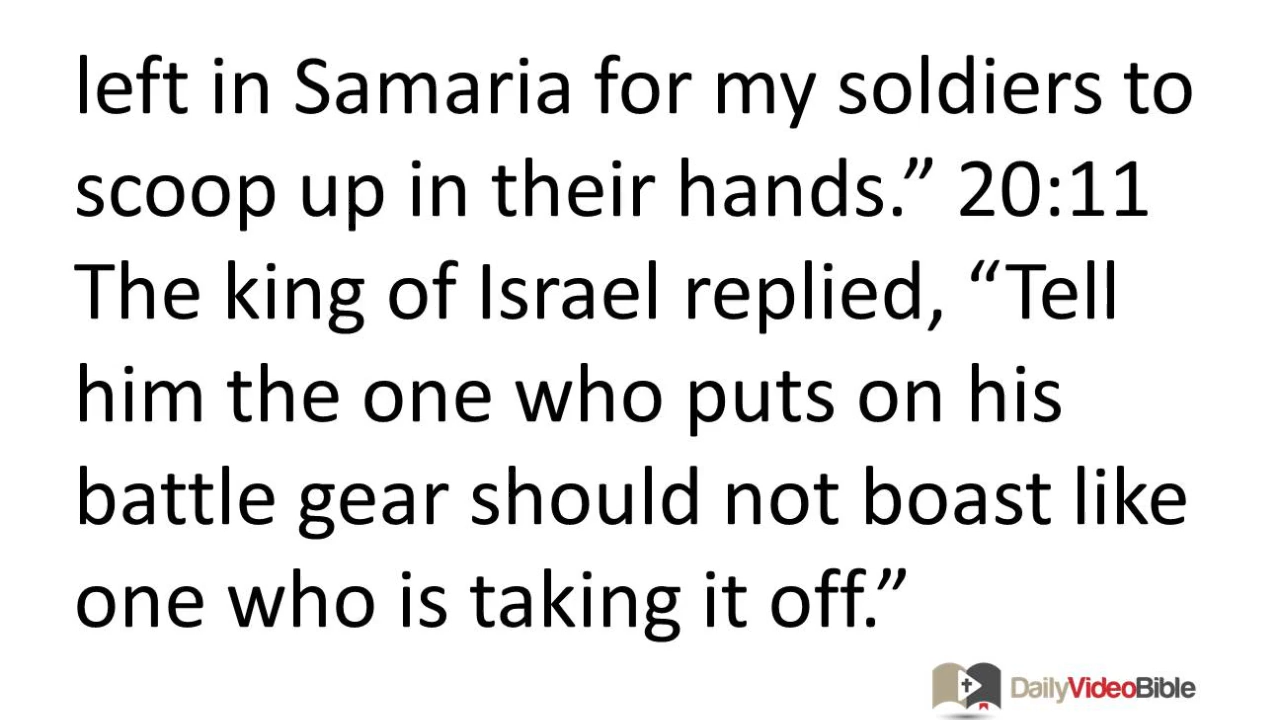 left in Samaria for my soldiers to
scoop up in their hands.” 20:11
The king of Israel replied, “Tell
him the one who puts on his
battle gear should not boast like
one who is taking it off.”
DailyVideoBible